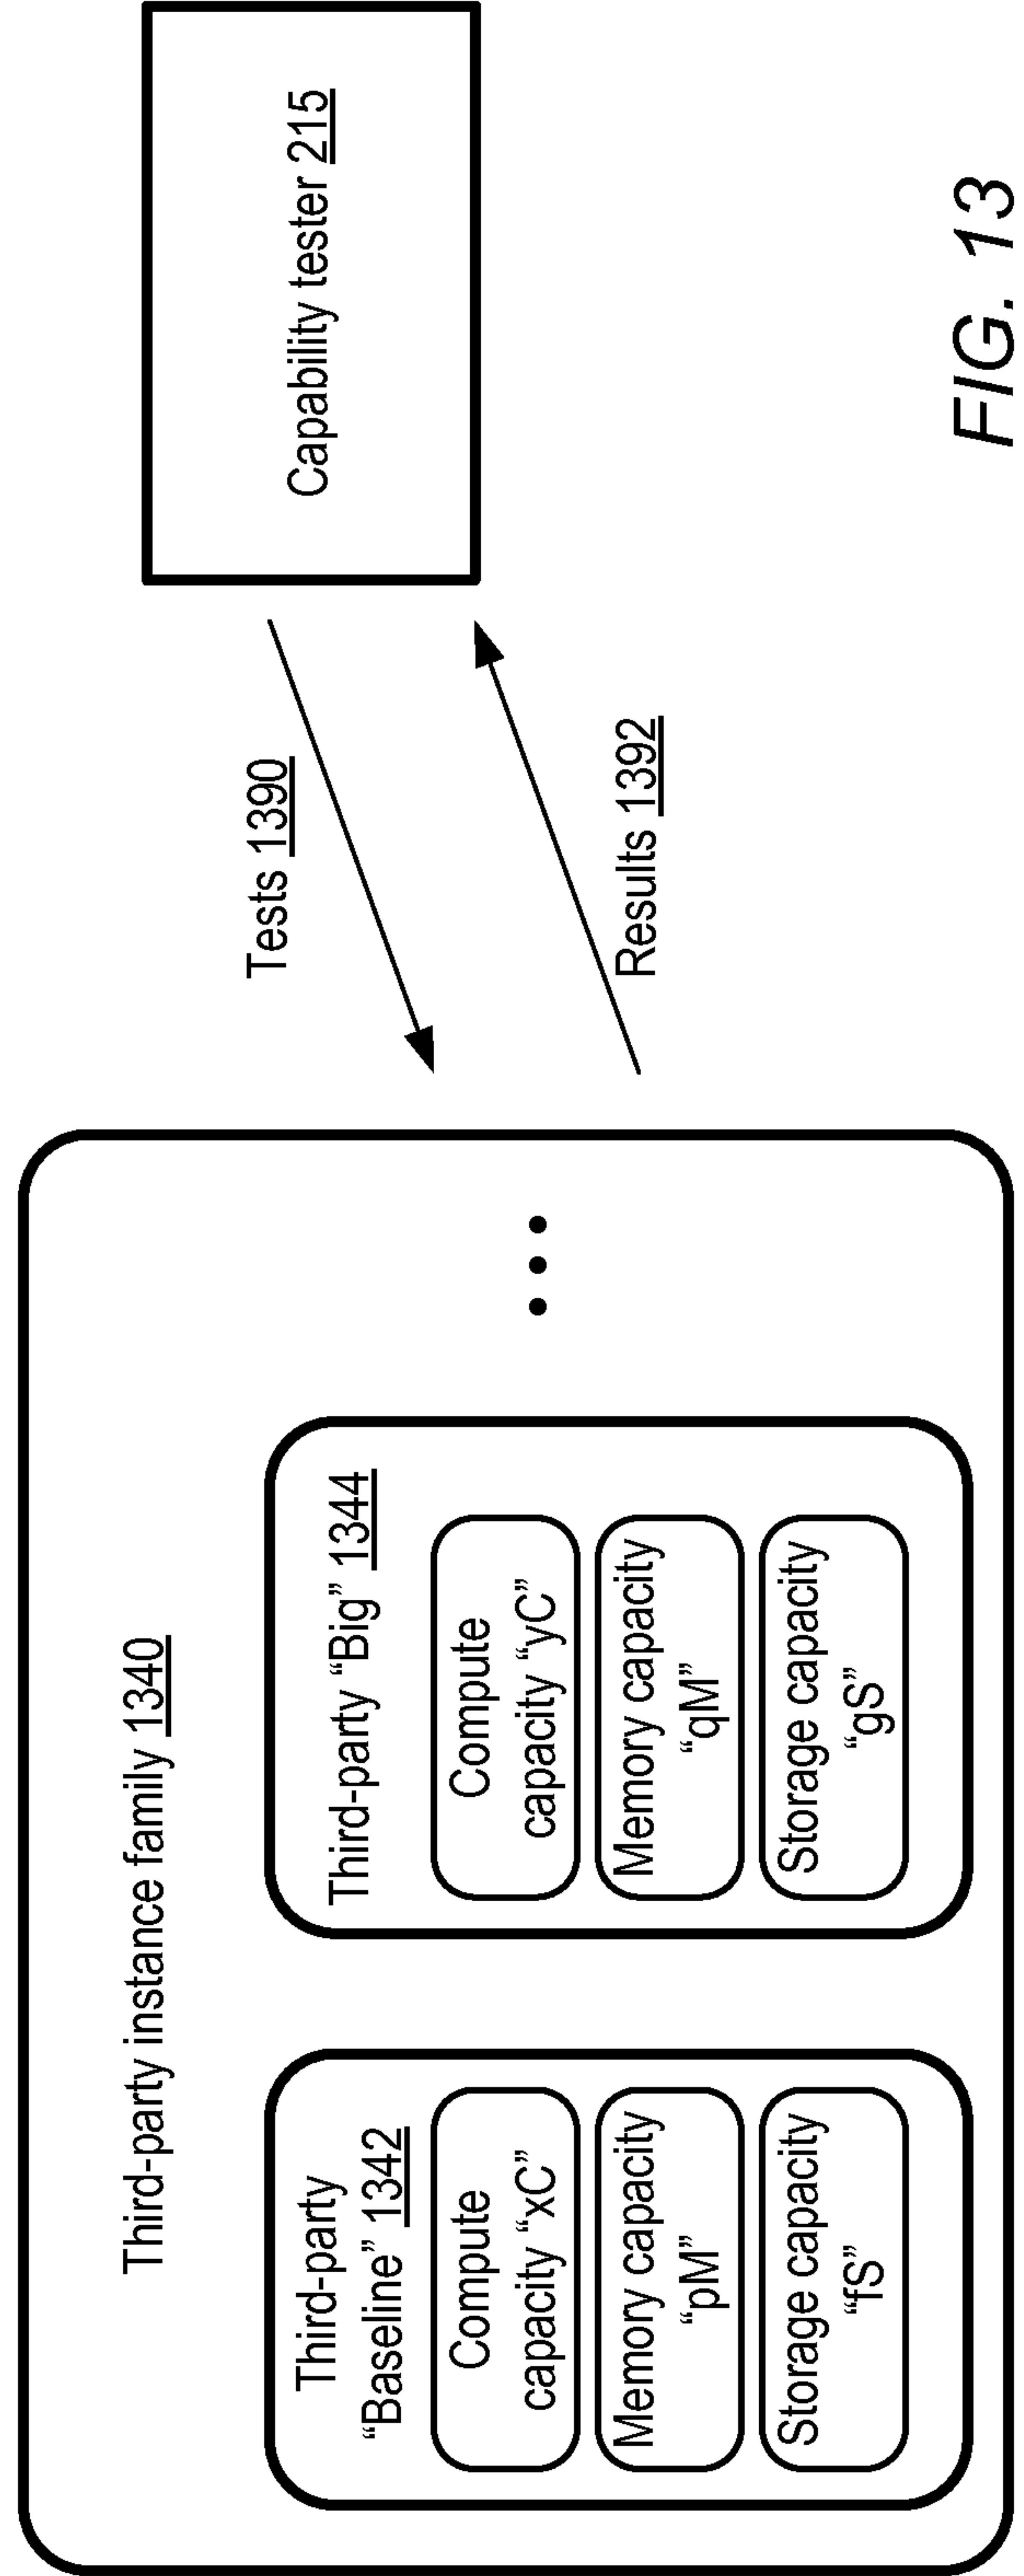 Third-party instance family 1340
Third-party
“Baseline” 1342
Compute
capacity “xC”
Memory capacity
“pM”
Storage capacity
“fS”
Third-party “Big” 1344
Compute
capacity “yC”
Memory capacity
“qM”
Storage capacity
“gS”
Tests 1390
Results 1392
Capability tester 215
FIG. 13